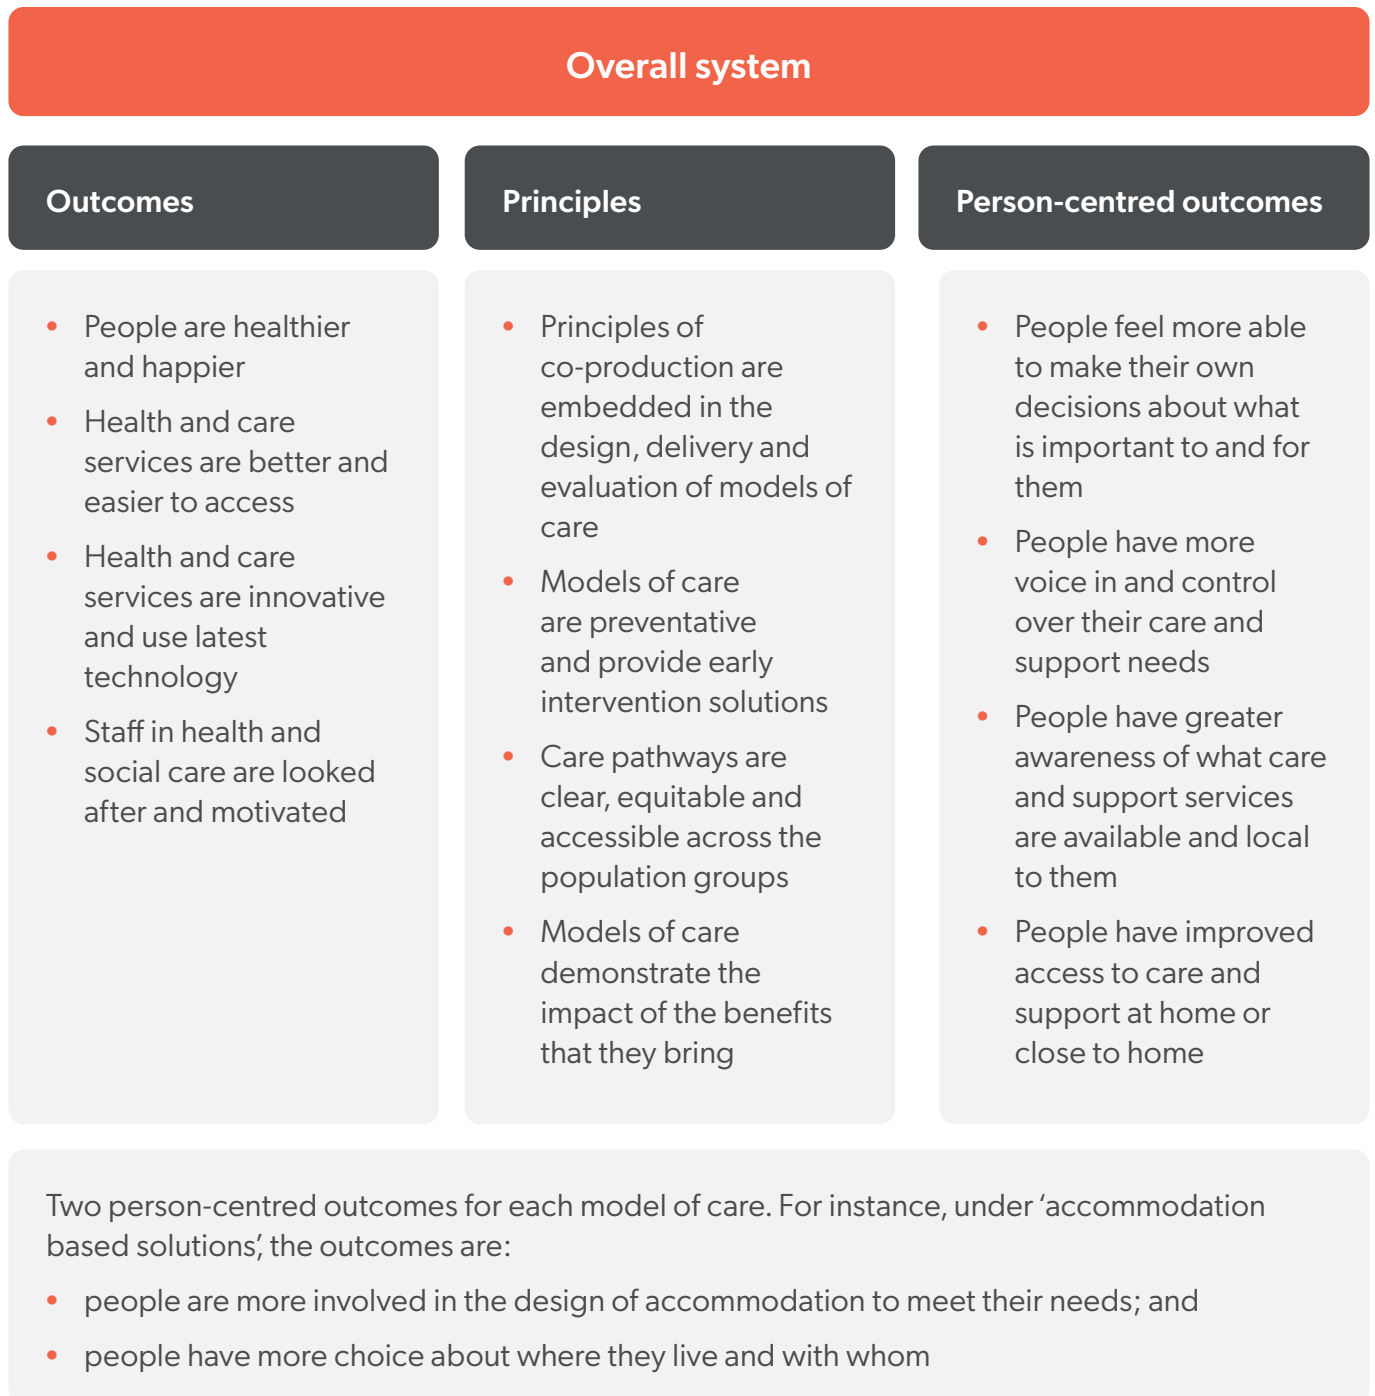 Overall system
Outcomes
• People are healthier
and happier
• Health and care
services are better and
easier to access
• Health and care
services are innovative
and use latest
technology
• Staff in health and
social care are looked
after and motivated
Principles
• Principles of
co-production are
embedded in the
design, delivery and
evaluation of models of
care
• Models of care
are preventative
and provide early
intervention solutions
• Care pathways are
clear, equitable and
accessible across the
population groups
• Models of care
demonstrate the
impact of the benefits
that they bring
Person-centred outcomes
• People feel more able
to make their own
decisions about what
is important to and for
them
• People have more
voice in and control
over their care and
support needs
• People have greater
awareness of what care
and support services
are available and local
to them
• People have improved
access to care and
support at home or
close to home
Two person-centred outcomes for each model of care. For instance, under ‘accommodation
based solutions’, the outcomes are:
• people are more involved in the design of accommodation to meet their needs; and
• people have more choice about where they live and with whom